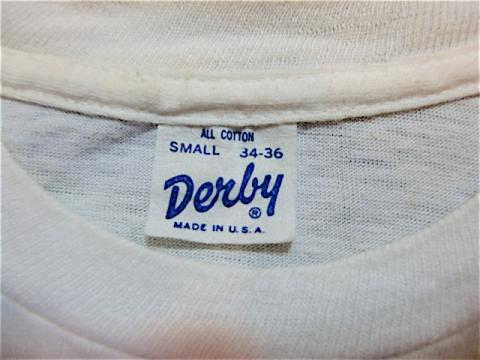 ALL COTTON
SMALL 34-36
Derby®
MADE IN U.S.A.